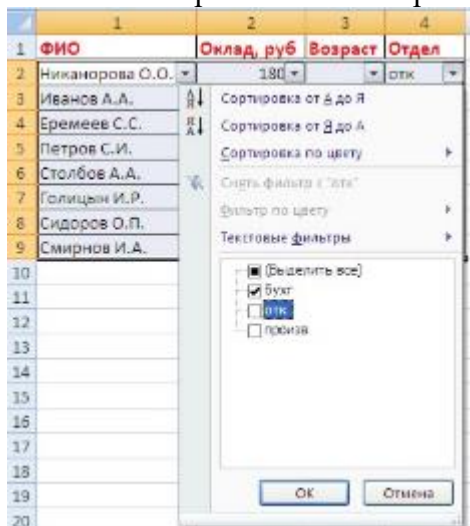 1 2 3 4
1 ФИО Оклад, руб Возраст Отдел
2 Никанорова О.О. 180 отк
3 Иванов А.А.
4 Еремеев С.С.
5 Петров С.И.
6 Столбов А.А.
7 Голицын И.Р.
8 Сидоров О.П.
9 Смирнов И.А.
10
11
12
13
14
15
16
17
18
19
20
Сортировка от А до Я
Сортировка от Я до А
Сортировка по цвету
Снять фильтр с "отк"
Фильтр по цвету
Текстовые фильтры
(Выделить все)
бухг
отк
произв
ОК Отмена